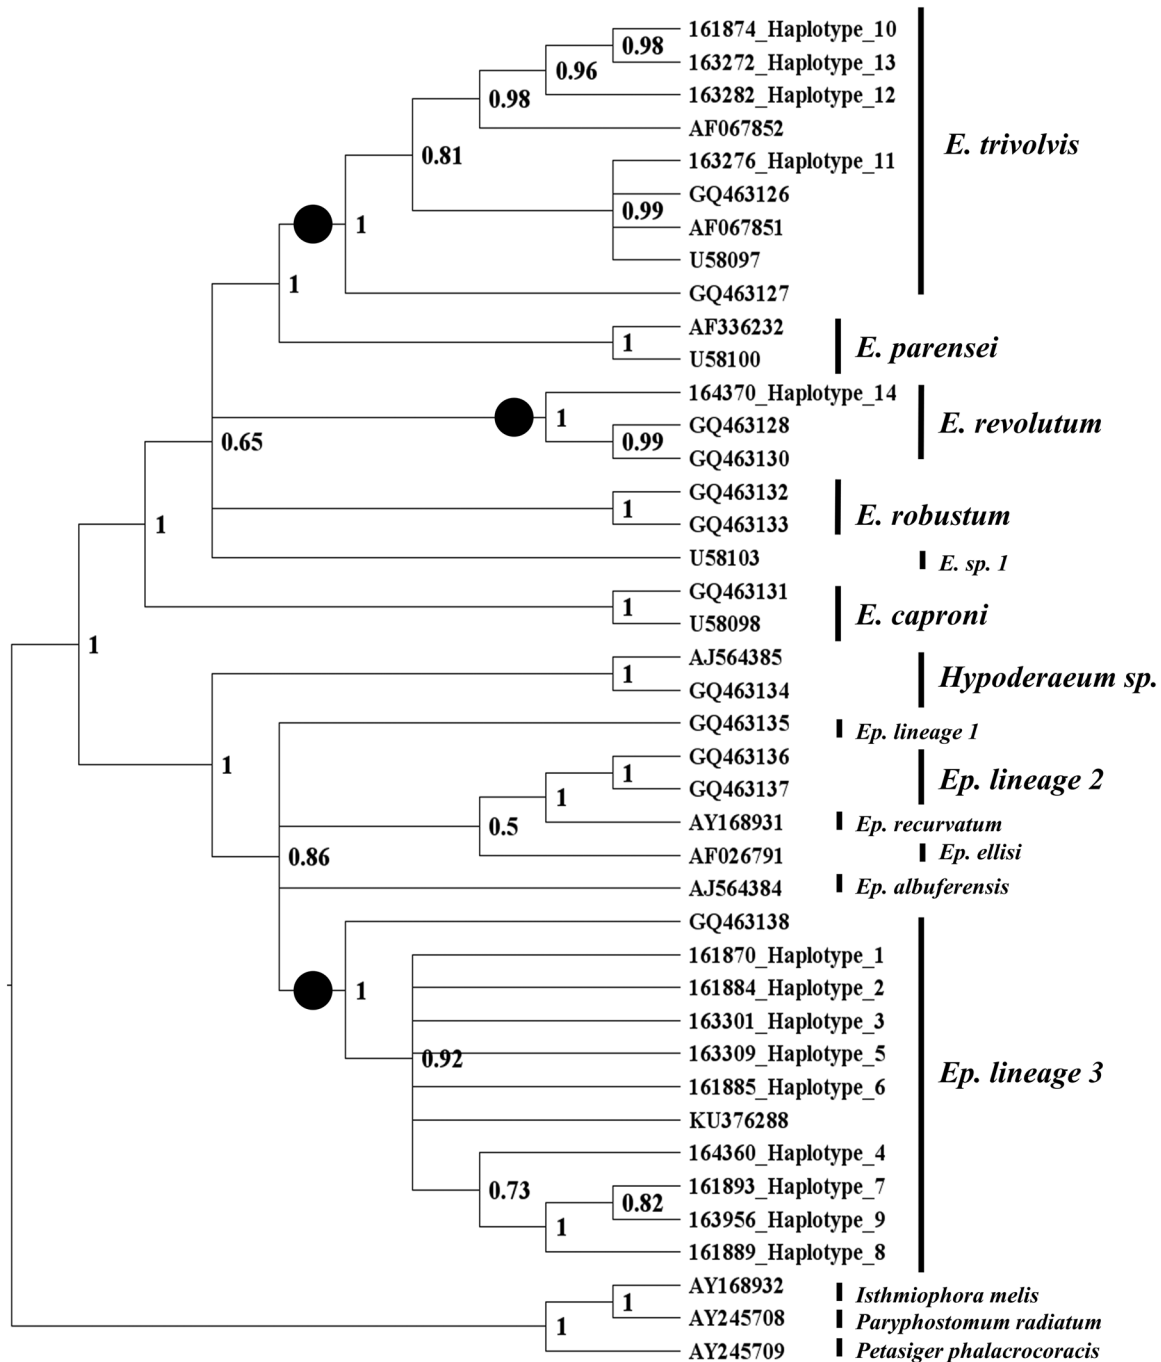 161874_Haplotype_10
0.98
163272_Haplotype_13
0.96
163282_Haplotype_12
0.98
AF067852
E. trivolvis
0.81
163276_Haplotype_11
GQ463126
0.99
AF067851
1
U58097
1
GQ463127
AF336232
1
E. parensei
U58100
164370_Haplotype_14
1
GQ463128
E. revolutum
0.65
0.99
GQ463130
GQ463132
1
E. robustum
GQ463133
1
U58103
E. sp. 1
GQ463131
1
E. caproni
U58098
1
AJ564385
1
Hypoderaeum sp.
GQ463134
GQ463135
Ep. lineage 1
1
GQ463136
1
Ep. lineage 2
GQ463137
1
AY168931
Ep. recurvatum
0.5
0.86
AF026791
Ep. ellisi
AJ564384
Ep. albuferensis
GQ463138
161870_Haplotype_1
1
161884_Haplotype_2
163301_Haplotype_3
0.92
163309_Haplotype_5
Ep. lineage 3
161885_Haplotype_6
KU376288
164360_Haplotype_4
0.73
161893_Haplotype_7
0.82
163956_Haplotype_9
1
161889_Haplotype_8
AY168932
Isthmiophora melis
1
AY245708
Paryphostomum radiatum
1
AY245709
Petasiger phalacrocoracis